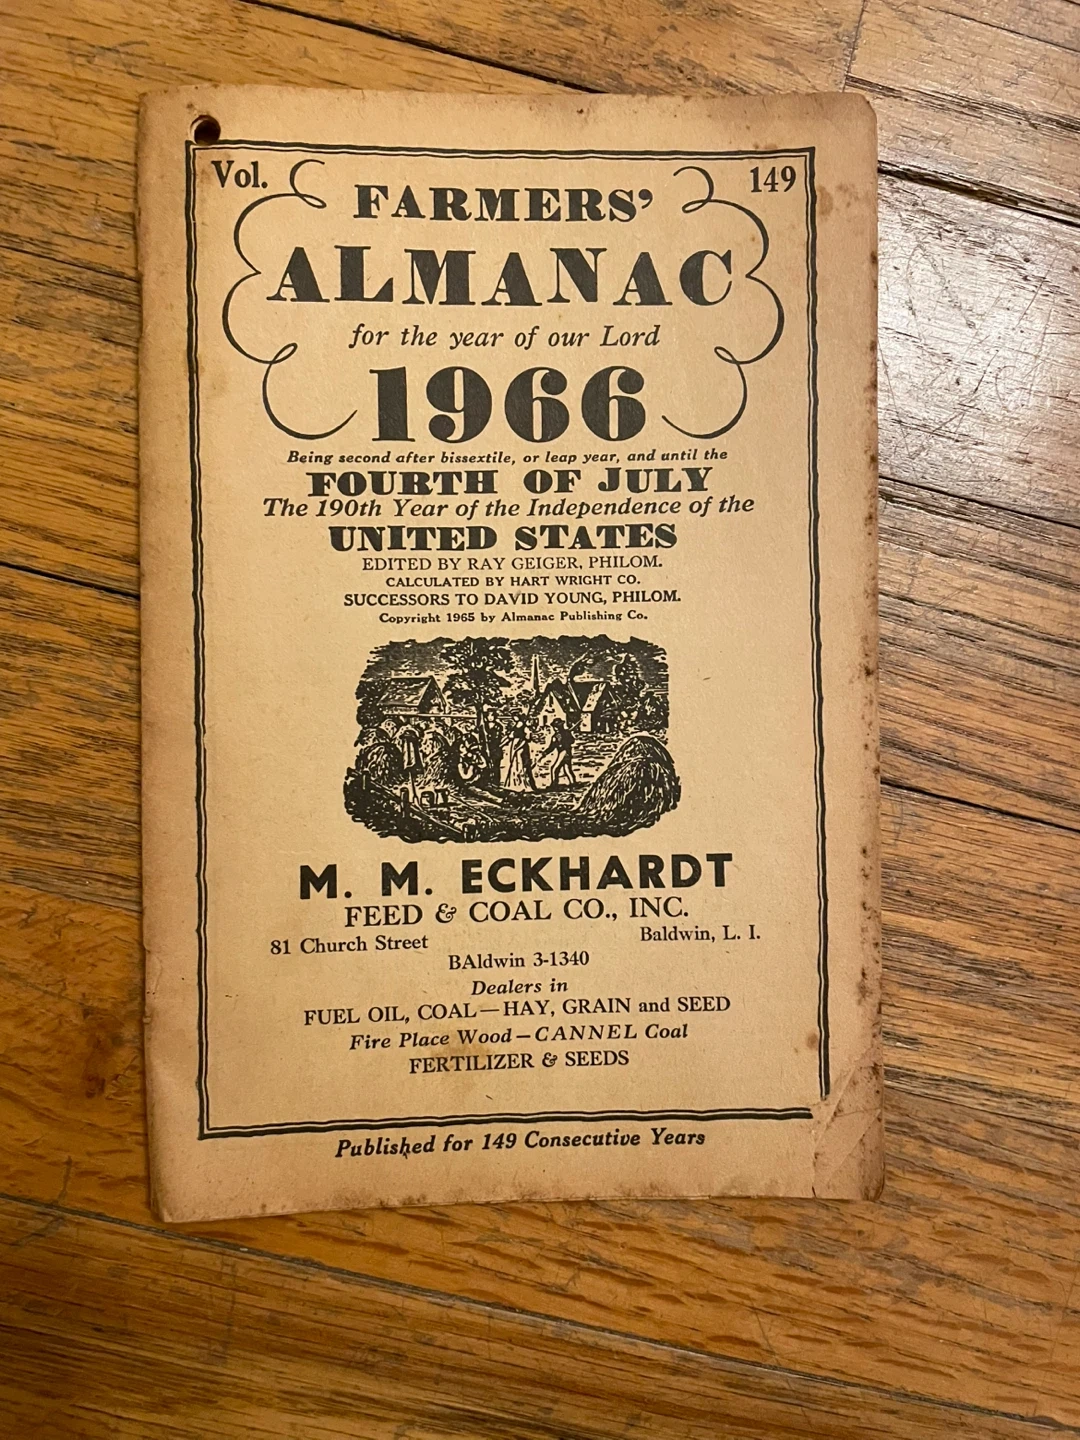 Vol. 149
FARMERS'
ALMANAC
for the year of our Lord
1966
Being second after bissextile, or leap year, and until the
FOURTH OF JULY
The 190th Year of the Independence of the
UNITED STATES
EDITED BY RAY GEIGER, PHILOM.
CALCULATED BY HART WRIGHT CO.
SUCCESSORS TO DAVID YOUNG, PHILOM.
Copyright 1965 by Almanac Publishing Co.
M. M. ECKHARDT
FEED & COAL CO., INC.
81 Church Street Baldwin, L. I.
BAldwin 3-1340
Dealers in
FUEL OIL, COAL—HAY, GRAIN and SEED
Fire Place Wood—CANNEL Coal
FERTILIZER & SEEDS
Published for 149 Consecutive Years